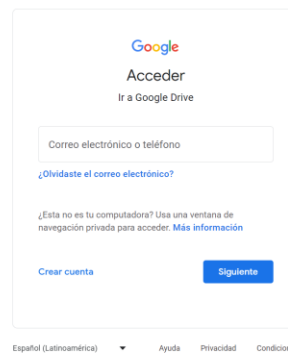 Google
Acceder
Ir a Google Drive
Correo electrónico o teléfono
¿Olvidaste el correo electrónico?
¿Esta no es tu computadora? Usa una ventana de
navegación privada para acceder. Más información
Crear cuenta Siguiente
Español (Latinoamérica) Ayuda Privacidad Condicion